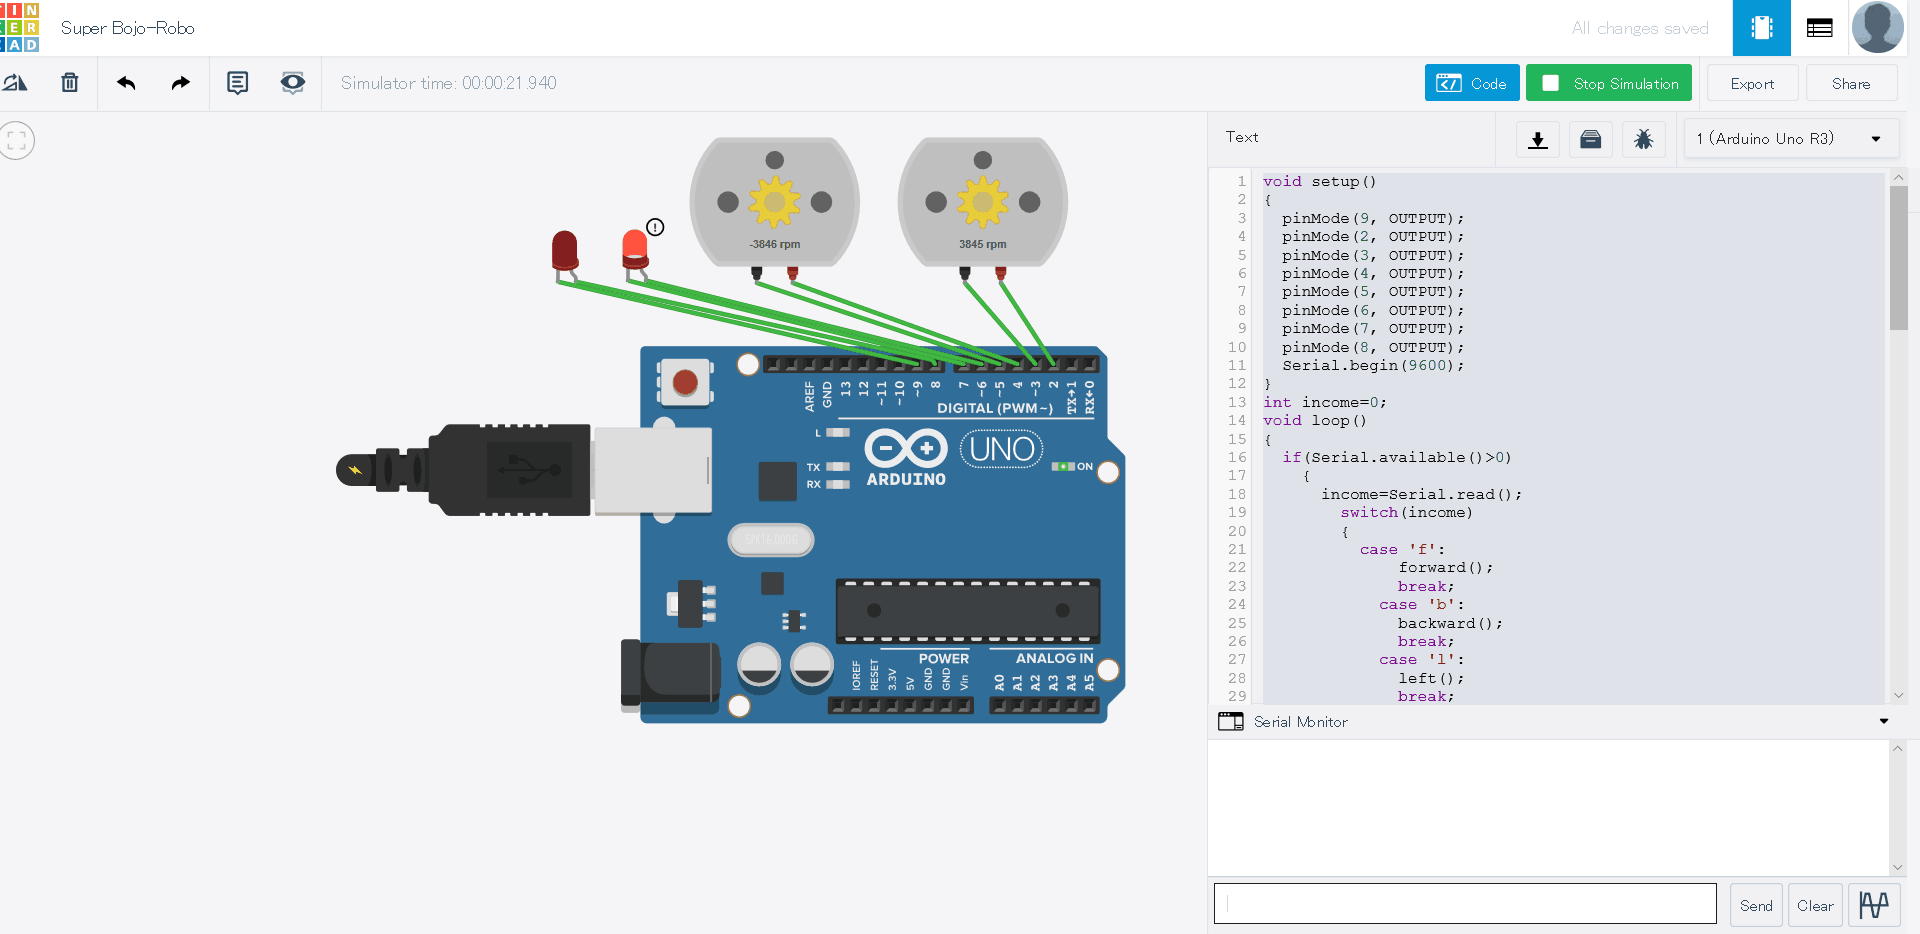 TIN
KER
CAD
Super Bojo-Robo
All changes saved
Simulator time: 00:00:21.940
Code
Stop Simulation
Export
Share
Text
1 (Arduino Uno R3)
1 void setup()
2 {
3 pinMode(9, OUTPUT);
4 pinMode(2, OUTPUT);
5 pinMode(3, OUTPUT);
6 pinMode(4, OUTPUT);
7 pinMode(5, OUTPUT);
8 pinMode(6, OUTPUT);
9 pinMode(7, OUTPUT);
10 pinMode(8, OUTPUT);
11 Serial.begin(9600);
12 }
13 int income=0;
14 void loop()
15 {
16 if(Serial.available()>0)
17 {
18 income=Serial.read();
19 switch(income)
20 {
21 case 'f':
22 forward();
23 break;
24 case 'b':
25 backward();
26 break;
27 case 'l':
28 left();
29 break;
Serial Monitor
Send
Clear
-3846 rpm
3845 rpm
!
AREF
GND
13
12
~11
~10
~9
8
7
~6
~5
4
~3
2
TX→1
RX←0
DIGITAL (PWM~)
L
TX
RX
ARDUINO
UNO
ON
SPK16.000G
POWER
ANALOG IN
IOREF
RESET
3.3V
5V
GND
GND
Vin
A0
A1
A2
A3
A4
A5